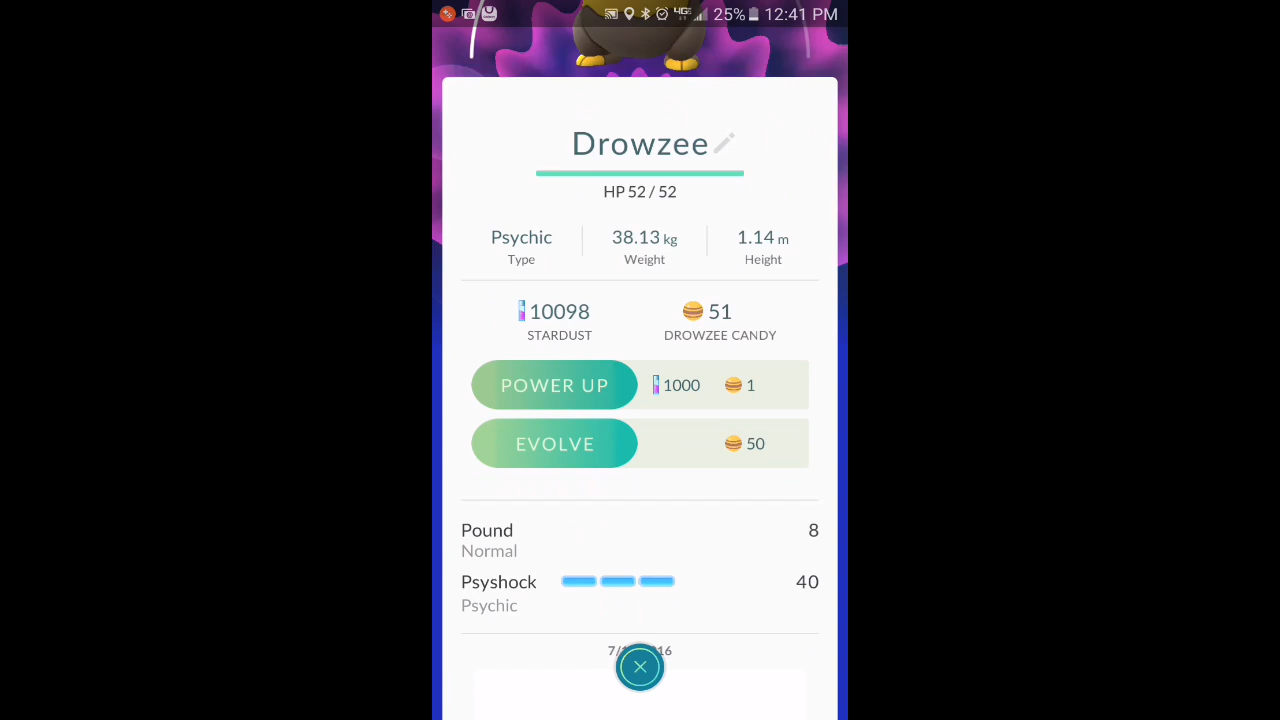 4G 25% 12:41 PM
Drowzee
HP 52 / 52
Psychic 38.13 kg 1.14 m
Type Weight Height
10098 51
STARDUST DROWZEE CANDY
POWER UP 1000 1
EVOLVE 50
Pound 8
Normal
Psyshock 40
Psychic